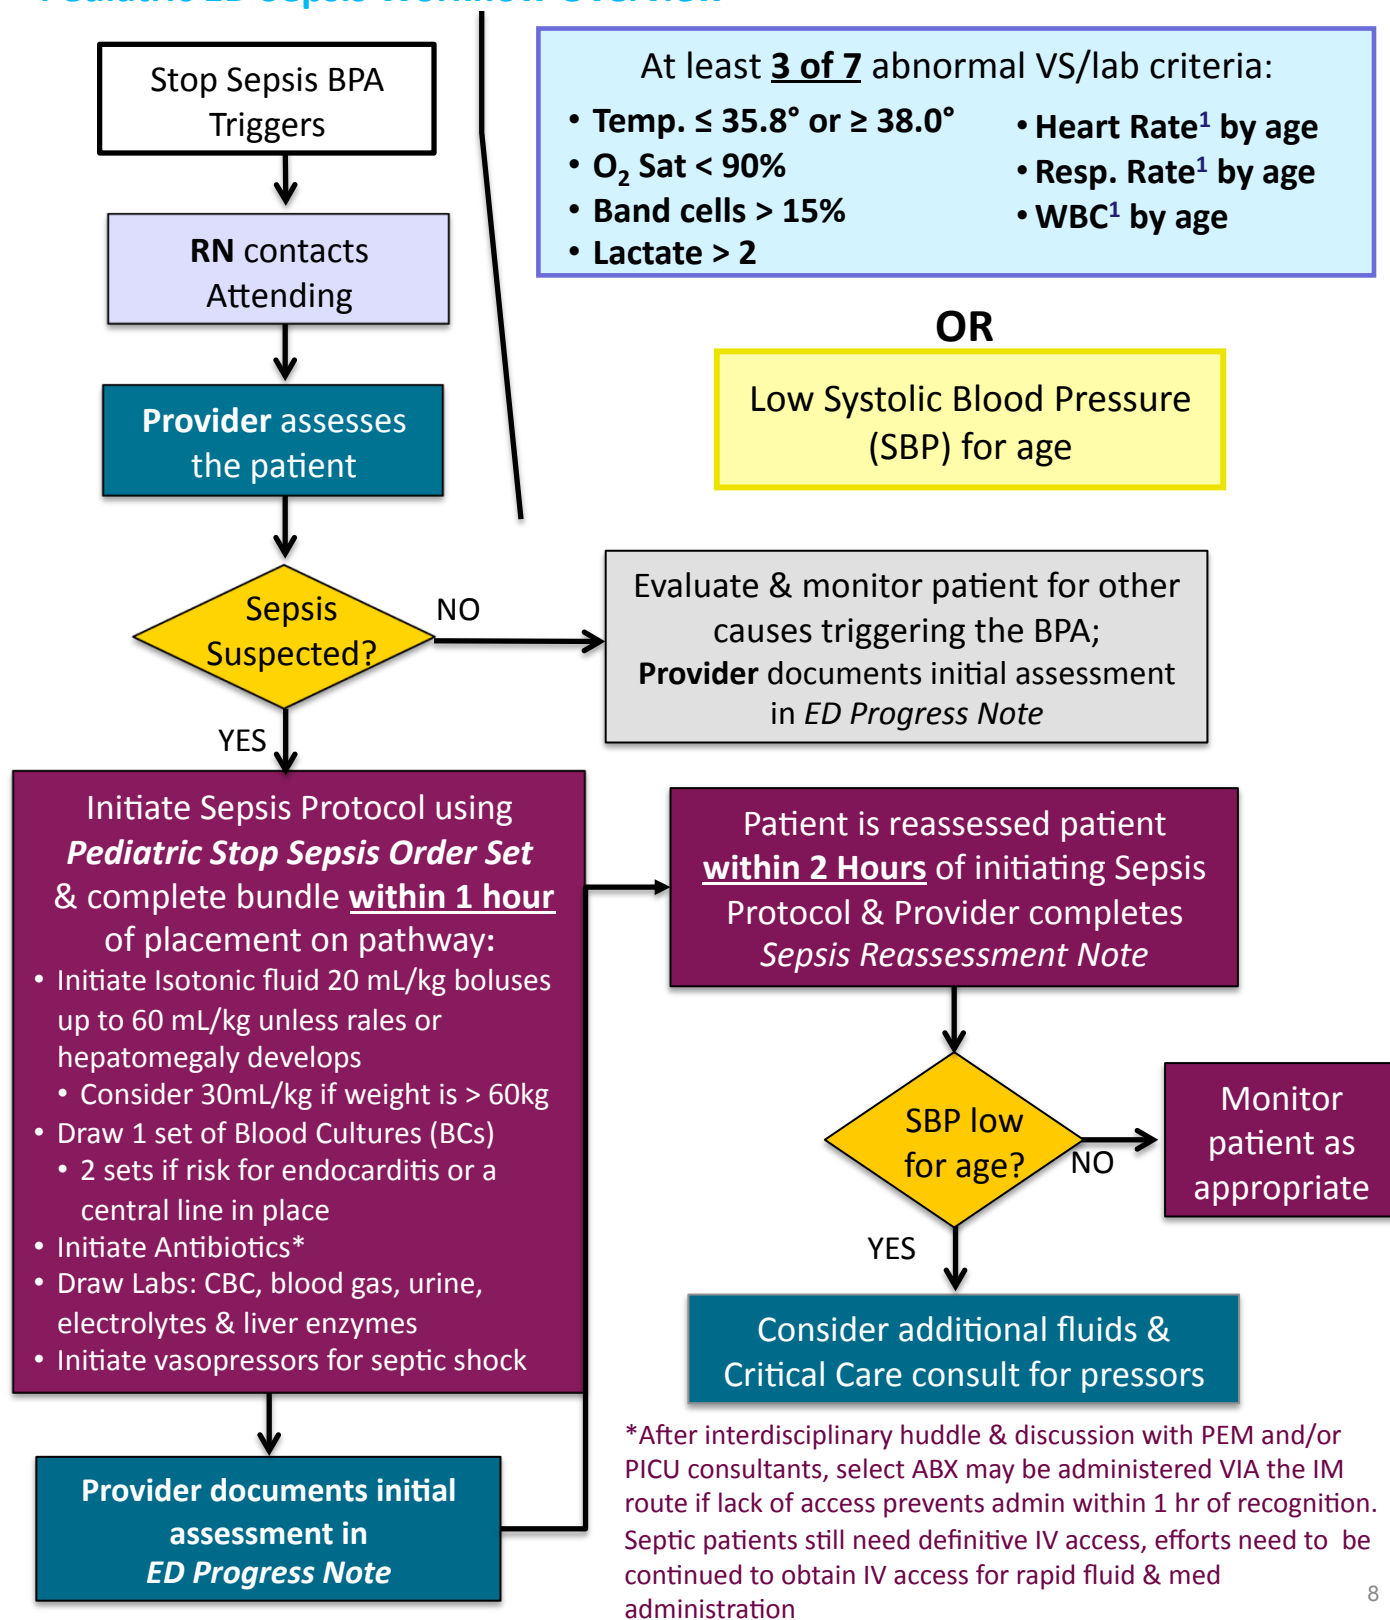 Pediatric ED Sepsis Workflow Overview
Stop Sepsis BPA
Triggers
RN contacts
Attending
Provider assesses
the patient
At least 3 of 7 abnormal VS/lab criteria:
• Temp. ≤ 35.8° or ≥ 38.0°
• O₂ Sat < 90%
• Band cells > 15%
• Lactate > 2
• Heart Rate¹ by age
• Resp. Rate¹ by age
• WBC¹ by age
OR
Low Systolic Blood Pressure
(SBP) for age
Sepsis
Suspected?
NO
Evaluate & monitor patient for other
causes triggering the BPA;
Provider documents initial assessment
in ED Progress Note
YES
Initiate Sepsis Protocol using
Pediatric Stop Sepsis Order Set
& complete bundle within 1 hour
of placement on pathway:
• Initiate Isotonic fluid 20 mL/kg boluses
up to 60 mL/kg unless rales or
hepatomegaly develops
• Consider 30mL/kg if weight is > 60kg
• Draw 1 set of Blood Cultures (BCs)
• 2 sets if risk for endocarditis or a
central line in place
• Initiate Antibiotics*
• Draw Labs: CBC, blood gas, urine,
electrolytes & liver enzymes
• Initiate vasopressors for septic shock
Provider documents initial
assessment in
ED Progress Note
Patient is reassessed patient
within 2 Hours of initiating Sepsis
Protocol & Provider completes
Sepsis Reassessment Note
SBP low
for age?
NO
Monitor
patient as
appropriate
YES
Consider additional fluids &
Critical Care consult for pressors
*After interdisciplinary huddle & discussion with PEM and/or
PICU consultants, select ABX may be administered VIA the IM
route if lack of access prevents admin within 1 hr of recognition.
Septic patients still need definitive IV access, efforts need to be
continued to obtain IV access for rapid fluid & med
administration
8